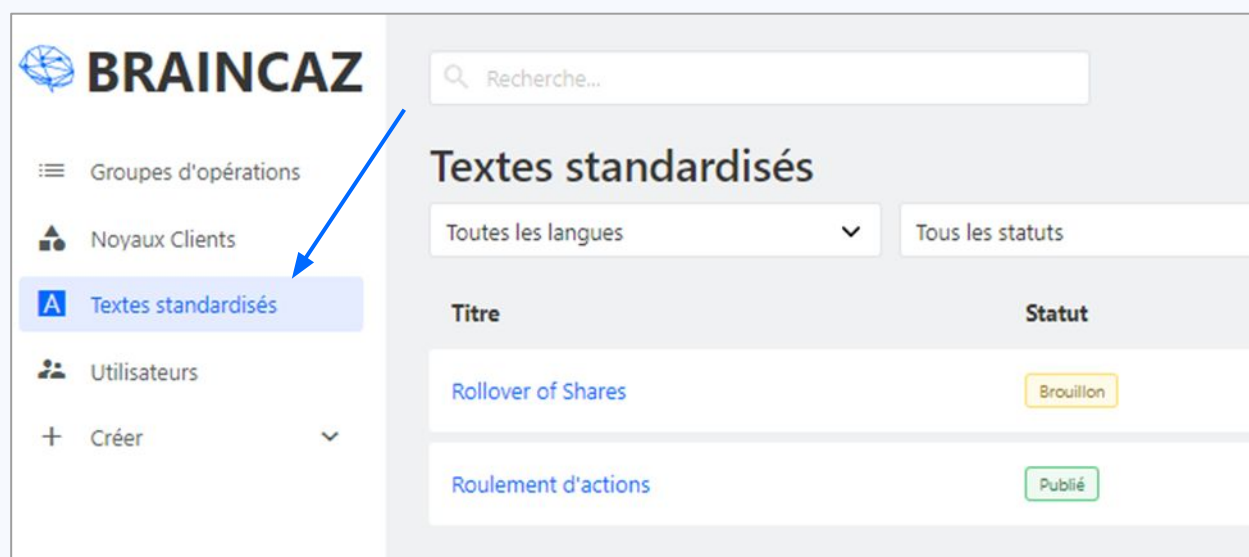 BRAINCAZ
Groupes d'opérations
Noyaux Clients
A Textes standardisés
Utilisateurs
Créer
Recherche...
Textes standardisés
Toutes les langues
Tous les statuts
Titre Statut
Rollover of Shares Brouillon
Roulement d'actions Publié